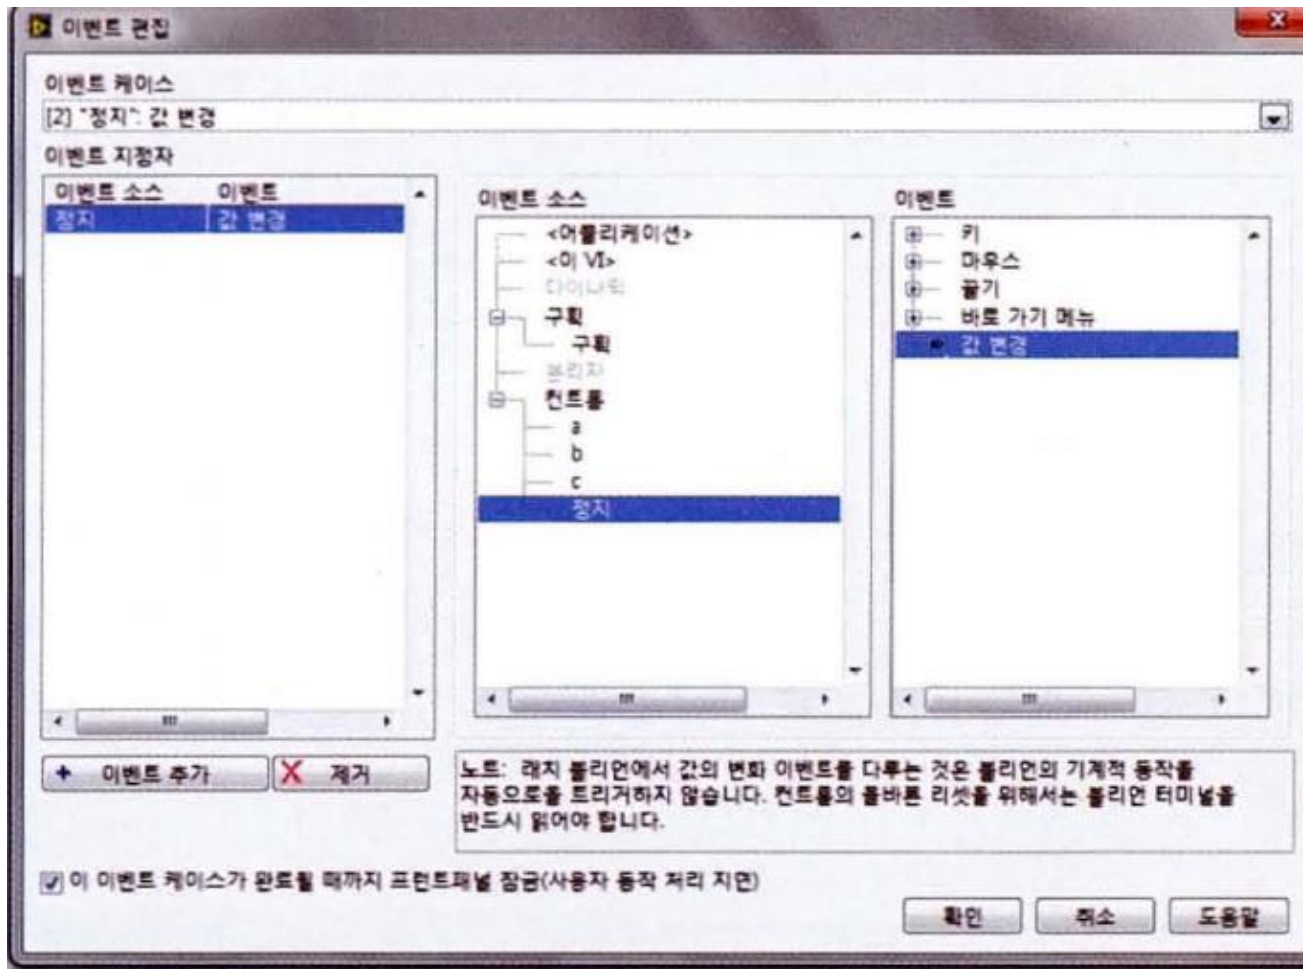 이벤트 편집
이벤트 케이스
[2] "정지": 값 변경
이벤트 지정자
이벤트 소스 이벤트
정지 값 변경
이벤트 소스
<어플리케이션>
<이 VI>
다이나믹
구획
구획
분리자
컨트롤
a
b
c
정지
이벤트
키
마우스
끌기
바로 가기 메뉴
값 변경
이벤트 추가
제거
노트: 래치 불리언에서 값의 변화 이벤트를 다루는 것은 불리언의 기계적 동작을
자동으로을 트리거하지 않습니다. 컨트롤의 올바른 리셋을 위해서는 불리언 터미널을
반드시 읽어야 합니다.
이 이벤트 케이스가 완료될 때까지 프런트패널 잠금(사용자 동작 처리 지연)
확인
취소
도움말